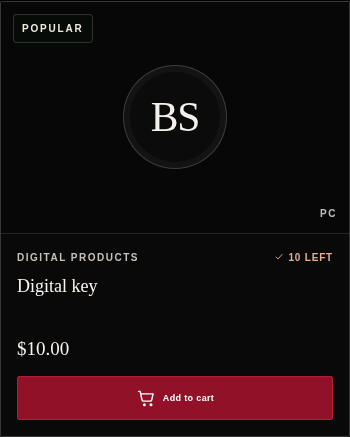 POPULAR
BS
PC
DIGITAL PRODUCTS
10 LEFT
Digital key
$10.00
Add to cart